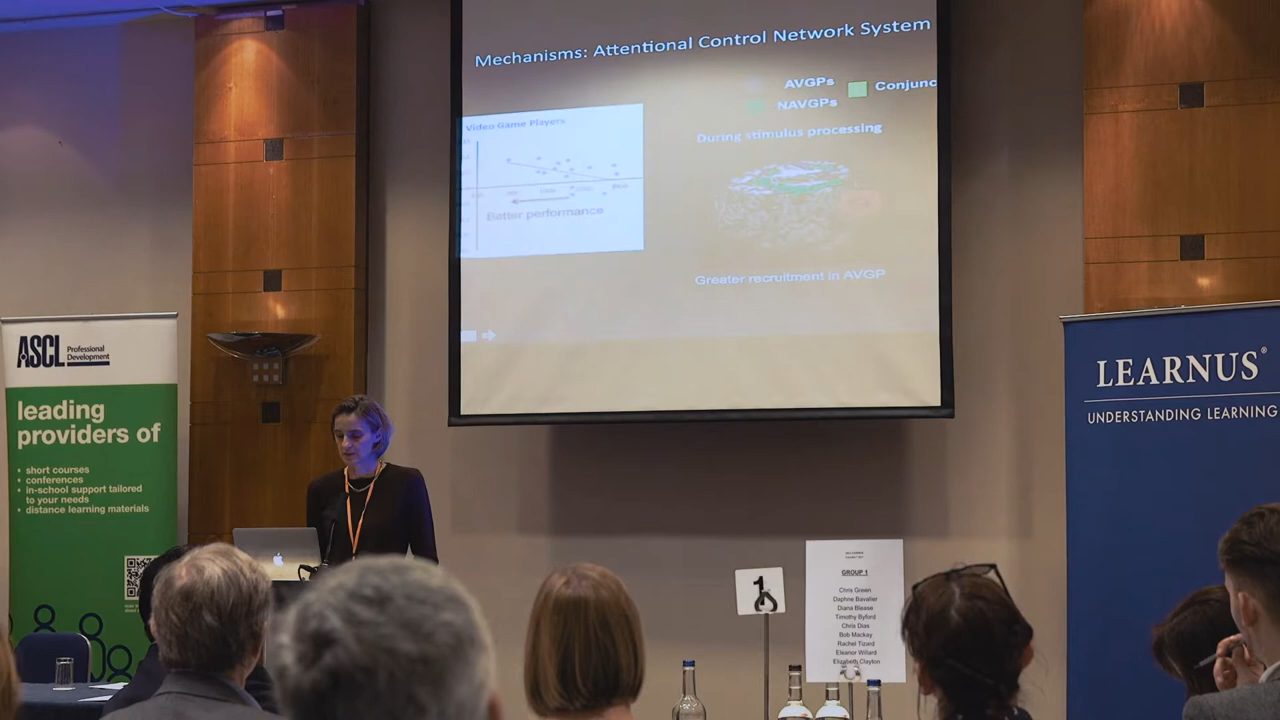 Mechanisms: Attentional Control Network System
AVGPs
Conjunc
NAVGPs
Video Game Players
During stimulus processing
Better performance
Greater recruitment in AVGP
ASCL Professional
Development
leading
providers of
• short courses
• conferences
• in-school support tailored
to your needs
• distance learning materials
LEARNUS®
UNDERSTANDING LEARNING
1
GROUP 1
Chris Green
Daphne Bavalier
Diana Blease
Timothy Byford
Chris Dias
Bob Mackay
Rachel Tizard
Eleanor Willard
Elizabeth Clayton